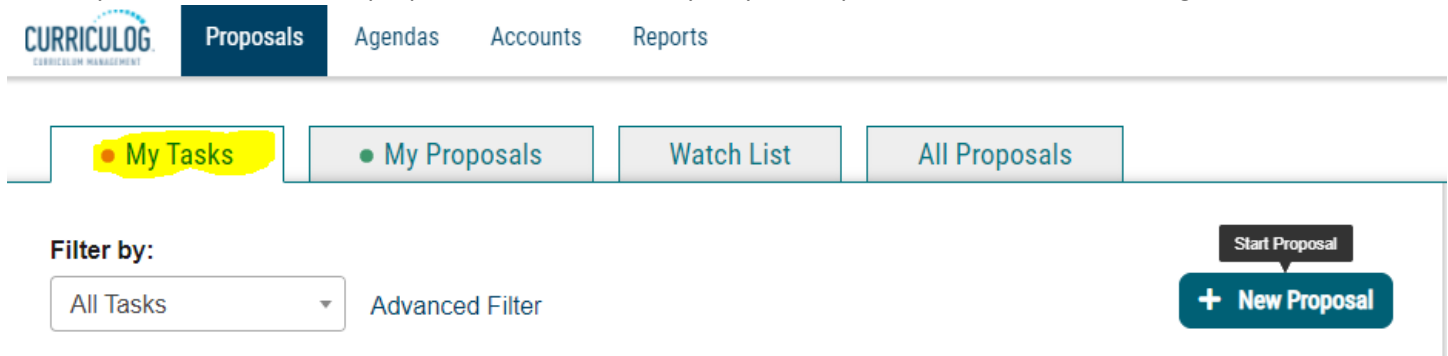 CURRICULOG
CURRICULUM MANAGEMENT
Proposals Agendas Accounts Reports
My Tasks My Proposals Watch List All Proposals
Filter by:
Start Proposal
All Tasks Advanced Filter
+ New Proposal